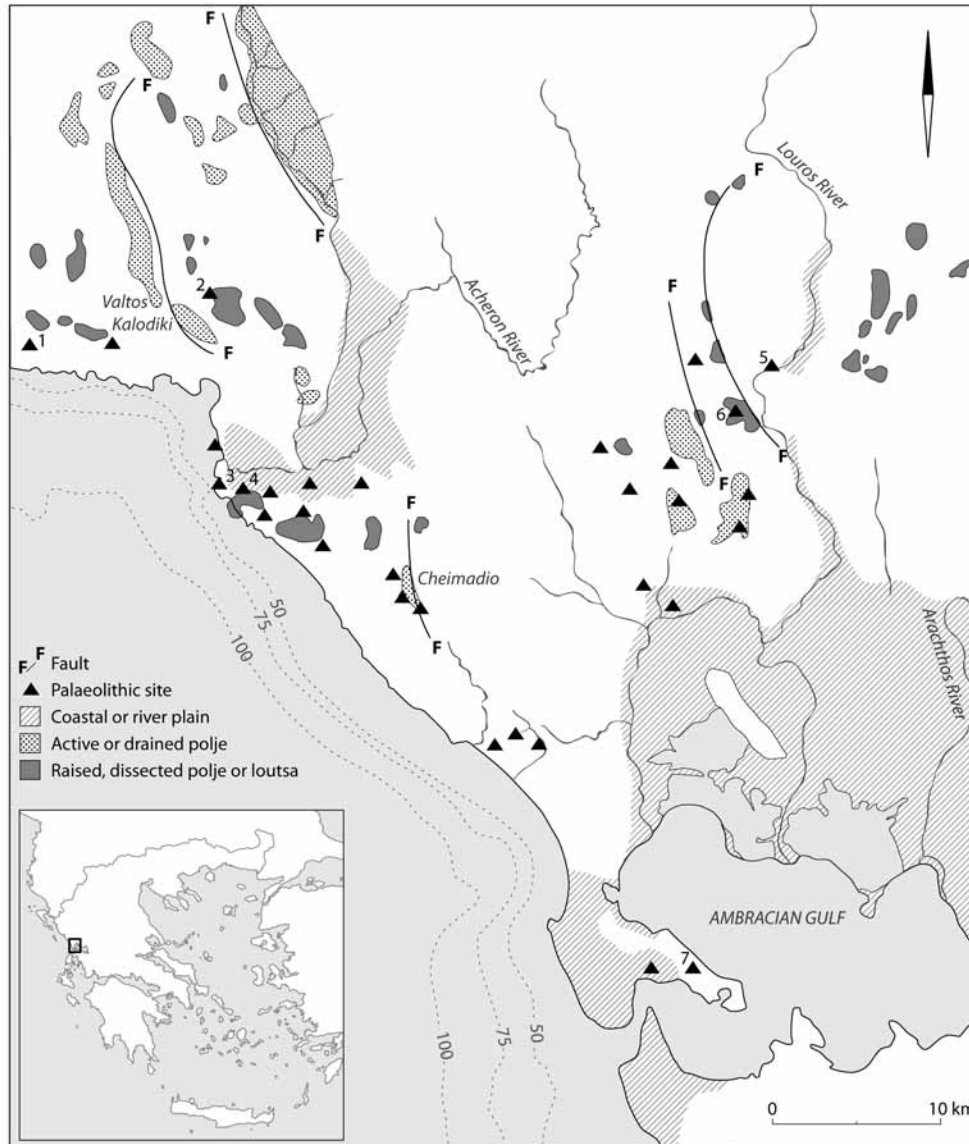 F
F
F
F
F
F
F
F
F
F
Louros River
Acheron River
Valtos
Kalodiki
1
2
3
4
5
6
Cheimadio
Arachthos River
50
75
100
F F Fault
Palaeolithic site
Coastal or river plain
Active or drained polje
Raised, dissected polje or loutsa
AMBRACIAN GULF
7
100
75
50
0 10 km